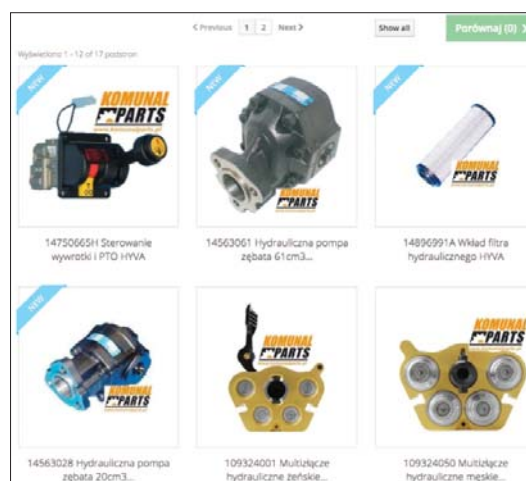 < Previous 1 2 Next >
Show all
Porównaj (0) >
Wyświetlono 1 - 12 of 17 podstron
NEW
KOMUNAL
PARTS
www.komunalparts.pl
14750665H Sterowanie
wywrotki i PTO HYVA
NEW
KOMUNAL
PARTS
14563061 Hydrauliczna pompa
zębata 61cm3...
NEW
KOMUNAL
PARTS
14896991A Wkład filtra
hydraulicznego HYVA
NEW
KOMUNAL
PARTS
14563028 Hydrauliczna pompa
zębata 20cm3...
KOMUNAL
PARTS
109324001 Multizłącze
hydrauliczne żeńskie...
KOMUNAL
PARTS
109324050 Multizłącze
hydrauliczne męskie...